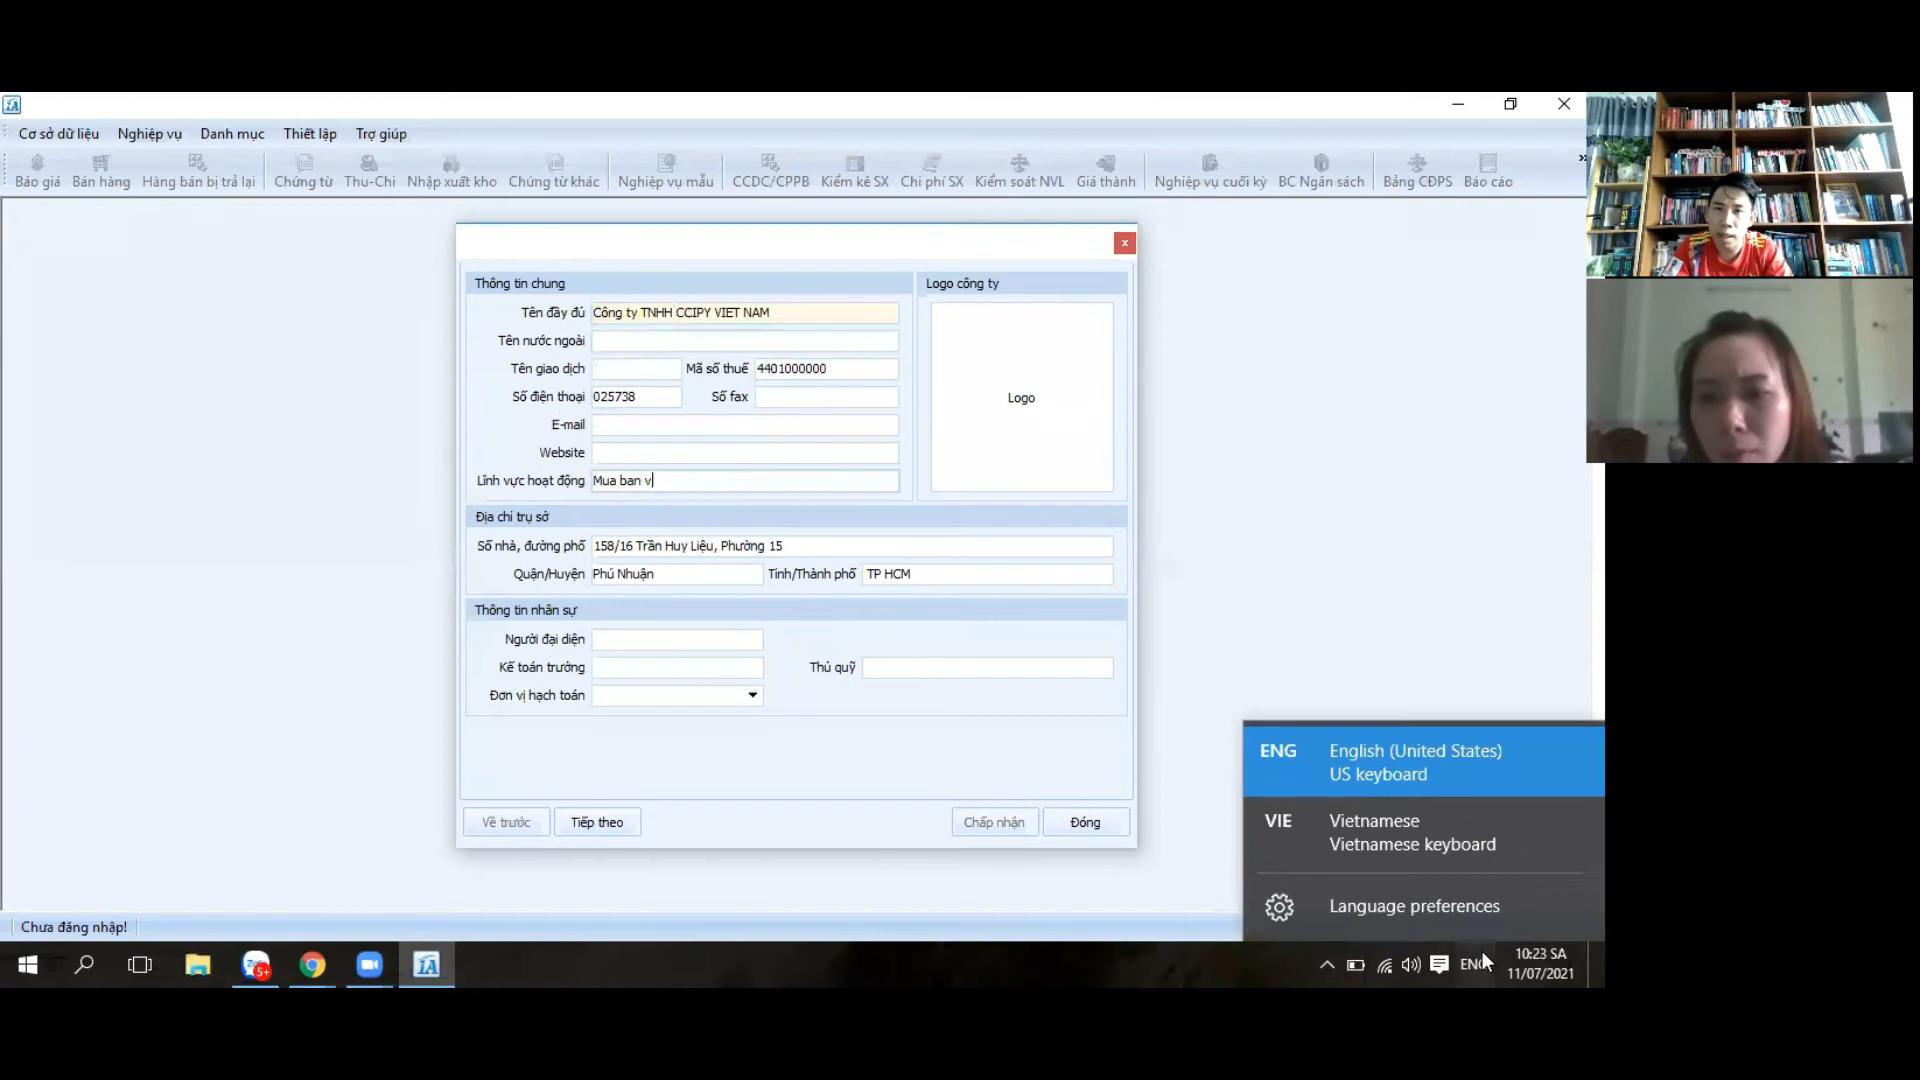 iA
Cơ sở dữ liệu Nghiệp vụ Danh mục Thiết lập Trợ giúp
Báo giá Bán hàng Hàng bán bị trả lại Chứng từ Thu-Chi Nhập xuất kho Chứng từ khác Nghiệp vụ mẫu CCDC/CPPB Kiểm kê SX Chi phí SX Kiểm soát NVL Giá thành Nghiệp vụ cuối kỳ BC Ngân sách Bảng CĐPS Báo cáo
Thông tin chung
Logo công ty
Tên đầy đủ Công ty TNHH CCIPY VIET NAM
Tên nước ngoài
Tên giao dịch Mã số thuế 4401000000
Số điện thoại 025738 Số fax
Logo
E-mail
Website
Lĩnh vực hoạt động Mua ban v
Địa chỉ trụ sở
Số nhà, đường phố 158/16 Trần Huy Liệu, Phường 15
Quận/Huyện Phú Nhuận Tỉnh/Thành phố TP HCM
Thông tin nhân sự
Người đại diện
Kế toán trưởng Thủ quỹ
Đơn vị hạch toán
Về trước Tiếp theo Chấp nhận Đóng
ENG English (United States)
US keyboard
VIE Vietnamese
Vietnamese keyboard
Language preferences
Chưa đăng nhập!
5+
iA
ENG
10:23 SA
11/07/2021